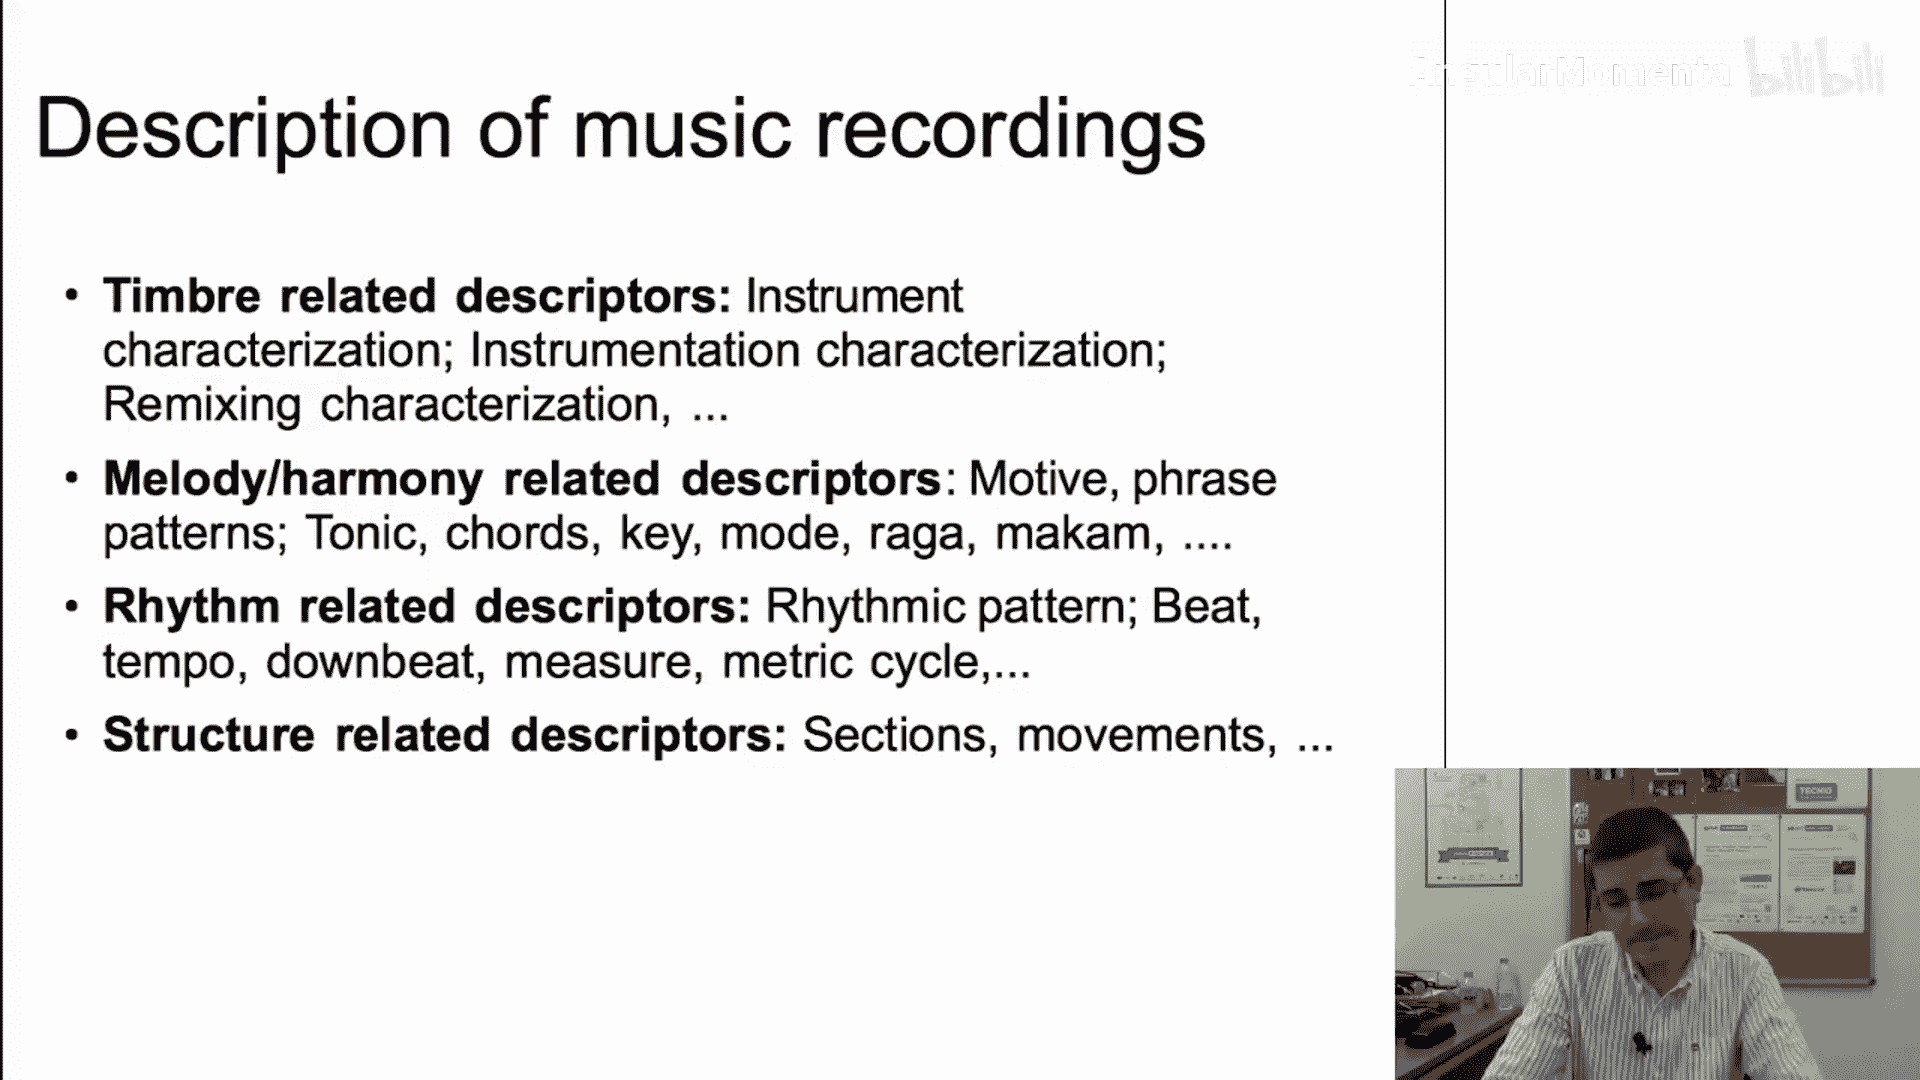 bilibili
Description of music recordings
• Timbre related descriptors: Instrument
characterization; Instrumentation characterization;
Remixing characterization, ...
• Melody/harmony related descriptors: Motive, phrase
patterns; Tonic, chords, key, mode, raga, makam, ....
• Rhythm related descriptors: Rhythmic pattern; Beat,
tempo, downbeat, measure, metric cycle,...
• Structure related descriptors: Sections, movements, ...
TECNIO